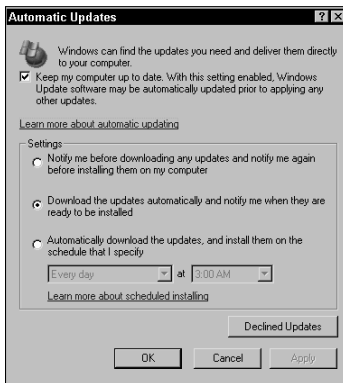 Automatic Updates
Windows can find the updates you need and deliver them directly
to your computer.
Keep my computer up to date. With this setting enabled, Windows
Update software may be automatically updated prior to applying any
other updates.
Learn more about automatic updating
Settings
Notify me before downloading any updates and notify me again
before installing them on my computer
Download the updates automatically and notify me when they are
ready to be installed
Automatically download the updates, and install them on the
schedule that I specify
Every day at 3:00 AM
Learn more about scheduled installing
Declined Updates
OK Cancel Apply